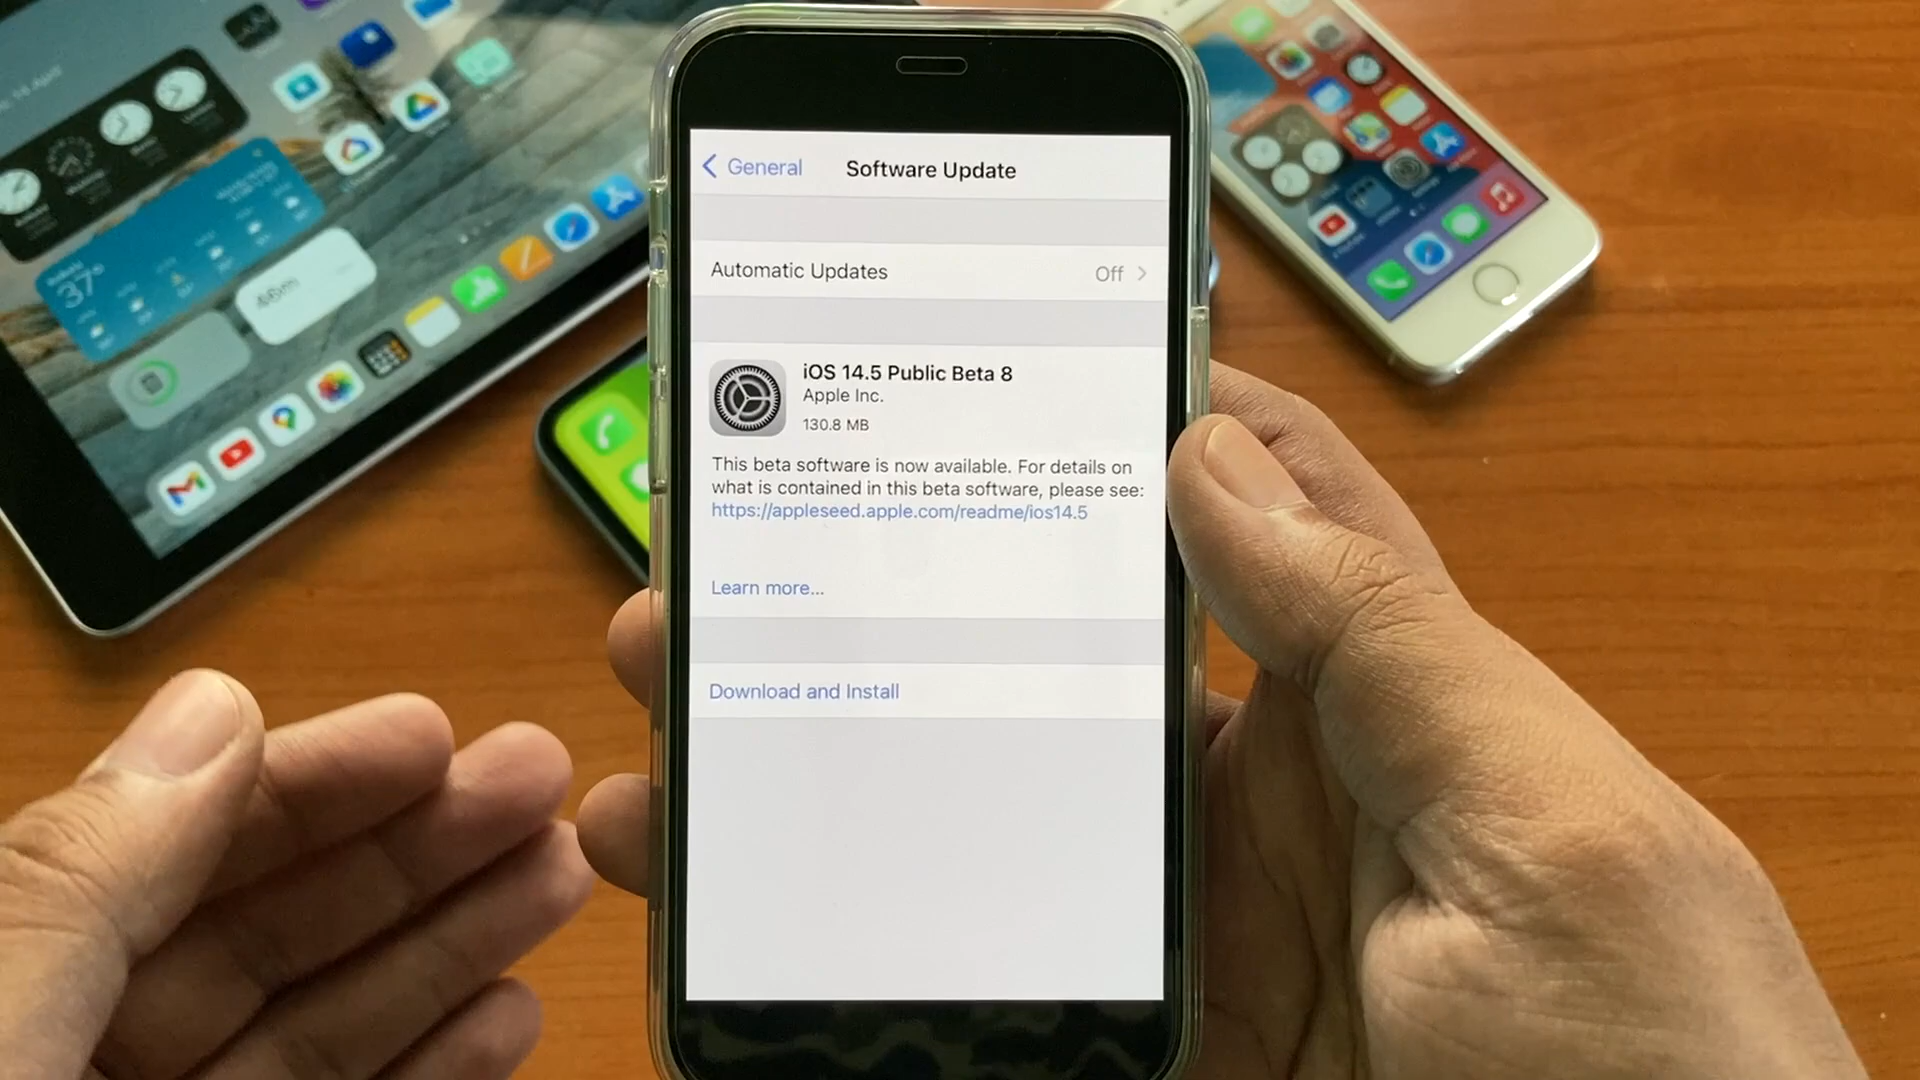 General
Software Update
Automatic Updates
Off
iOS 14.5 Public Beta 8
Apple Inc.
130.8 MB
This beta software is now available. For details on
what is contained in this beta software, please see:
https://appleseed.apple.com/readme/ios14.5
Learn more...
Download and Install
37°
46m